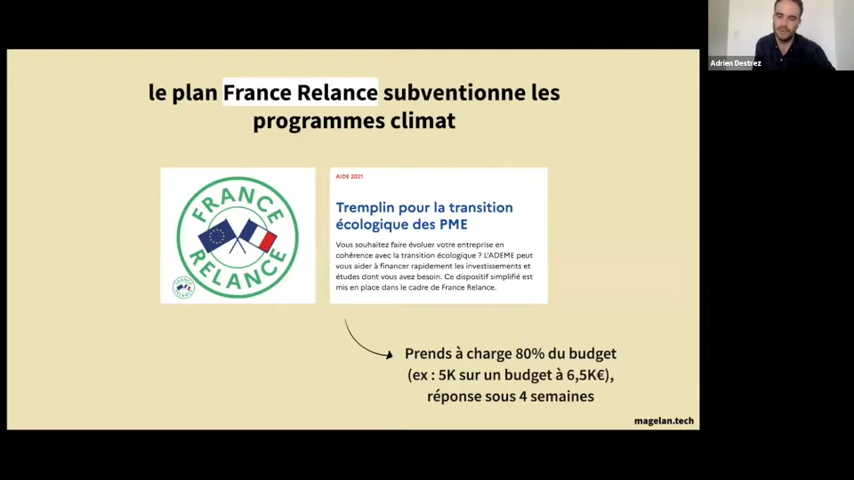 Adrien Destrez
le plan France Relance subventionne les
programmes climat
FRANCE
RELANCE
AIDE 2021
Tremplin pour la transition
écologique des PME
Vous souhaitez faire évoluer votre entreprise en
cohérence avec la transition écologique ? L'ADEME peut
vous aider à financer rapidement les investissements et
études dont vous avez besoin. Ce dispositif simplifié est
mis en place dans le cadre de France Relance.
Prends à charge 80% du budget
(ex : 5K sur un budget à 6,5K€),
réponse sous 4 semaines
magelan.tech